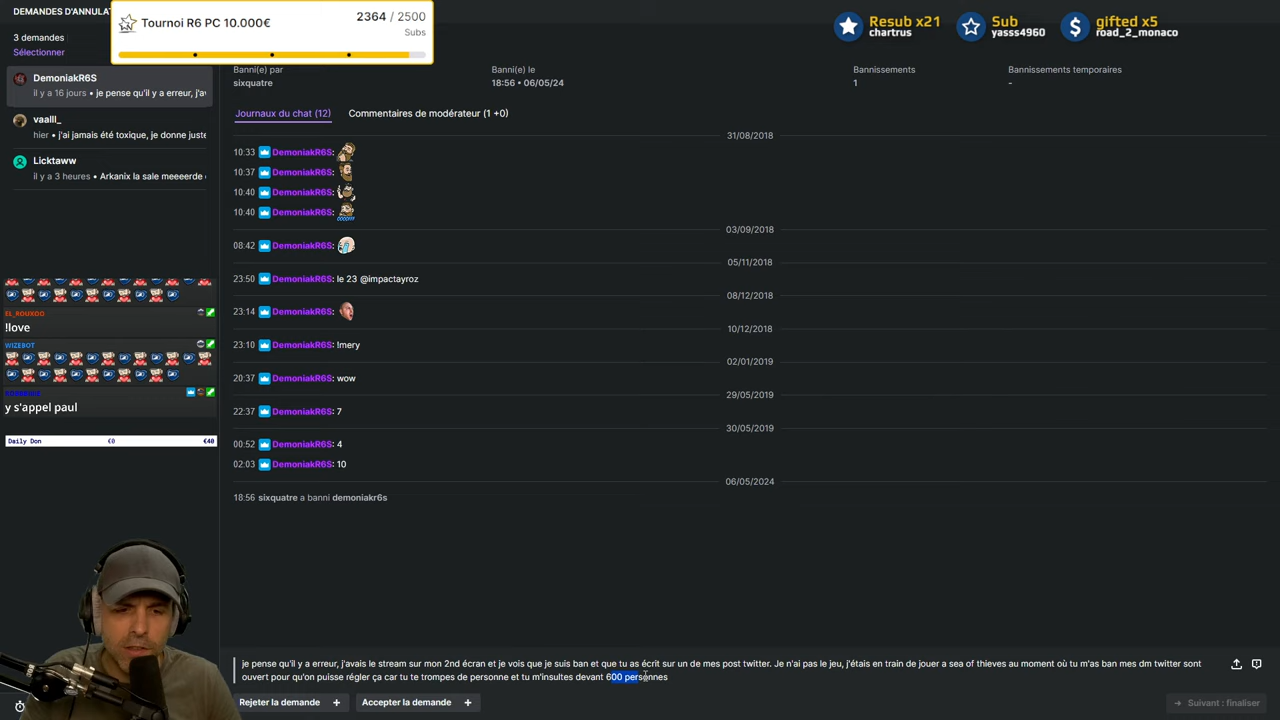 DEMANDES D'ANNULAT
Tournoi R6 PC 10.000€
2364 / 2500
Subs
Resub x21
chartrus
Sub
yasss4960
gifted x5
road_2_monaco
3 demandes
Sélectionner
DemoniakR6S
il y a 16 jours • je pense qu'il y a erreur, j'av
vaalll_
hier • j'ai jamais été toxique, je donne juste
Licktaww
il y a 3 heures • Arkanix la sale meeeerde
Banni(e) par
sixquatre
Banni(e) le
18:56 • 06/05/24
Bannissements
1
Bannissements temporaires
-
Journaux du chat (12)
Commentaires de modérateur (1 +0)
31/08/2018
10:33 DemoniakR6S:
10:37 DemoniakR6S:
10:40 DemoniakR6S:
10:40 DemoniakR6S:
03/09/2018
08:42 DemoniakR6S:
05/11/2018
23:50 DemoniakR6S: le 23 @impactayroz
08/12/2018
23:14 DemoniakR6S:
10/12/2018
23:10 DemoniakR6S: !mery
02/01/2019
20:37 DemoniakR6S: wow
29/05/2019
22:37 DemoniakR6S: 7
30/05/2019
00:52 DemoniakR6S: 4
02:03 DemoniakR6S: 10
06/05/2024
18:56 sixquatre a banni demoniakr6s
EL_ROUXOO
!love
WIZEBOT
y s'appel paul
Daily Don €0 €40
je pense qu'il y a erreur, j'avais le stream sur mon 2nd écran et je vois que je suis ban et que tu as écrit sur un de mes post twitter. Je n'ai pas le jeu, j'étais en train de jouer a sea of thieves au moment où tu m'as ban mes dm twitter sont
ouvert pour qu'on puisse régler ça car tu te trompes de personne et tu m'insultes devant 600 personnes
Rejeter la demande +
Accepter la demande +
→ Suivant : finaliser